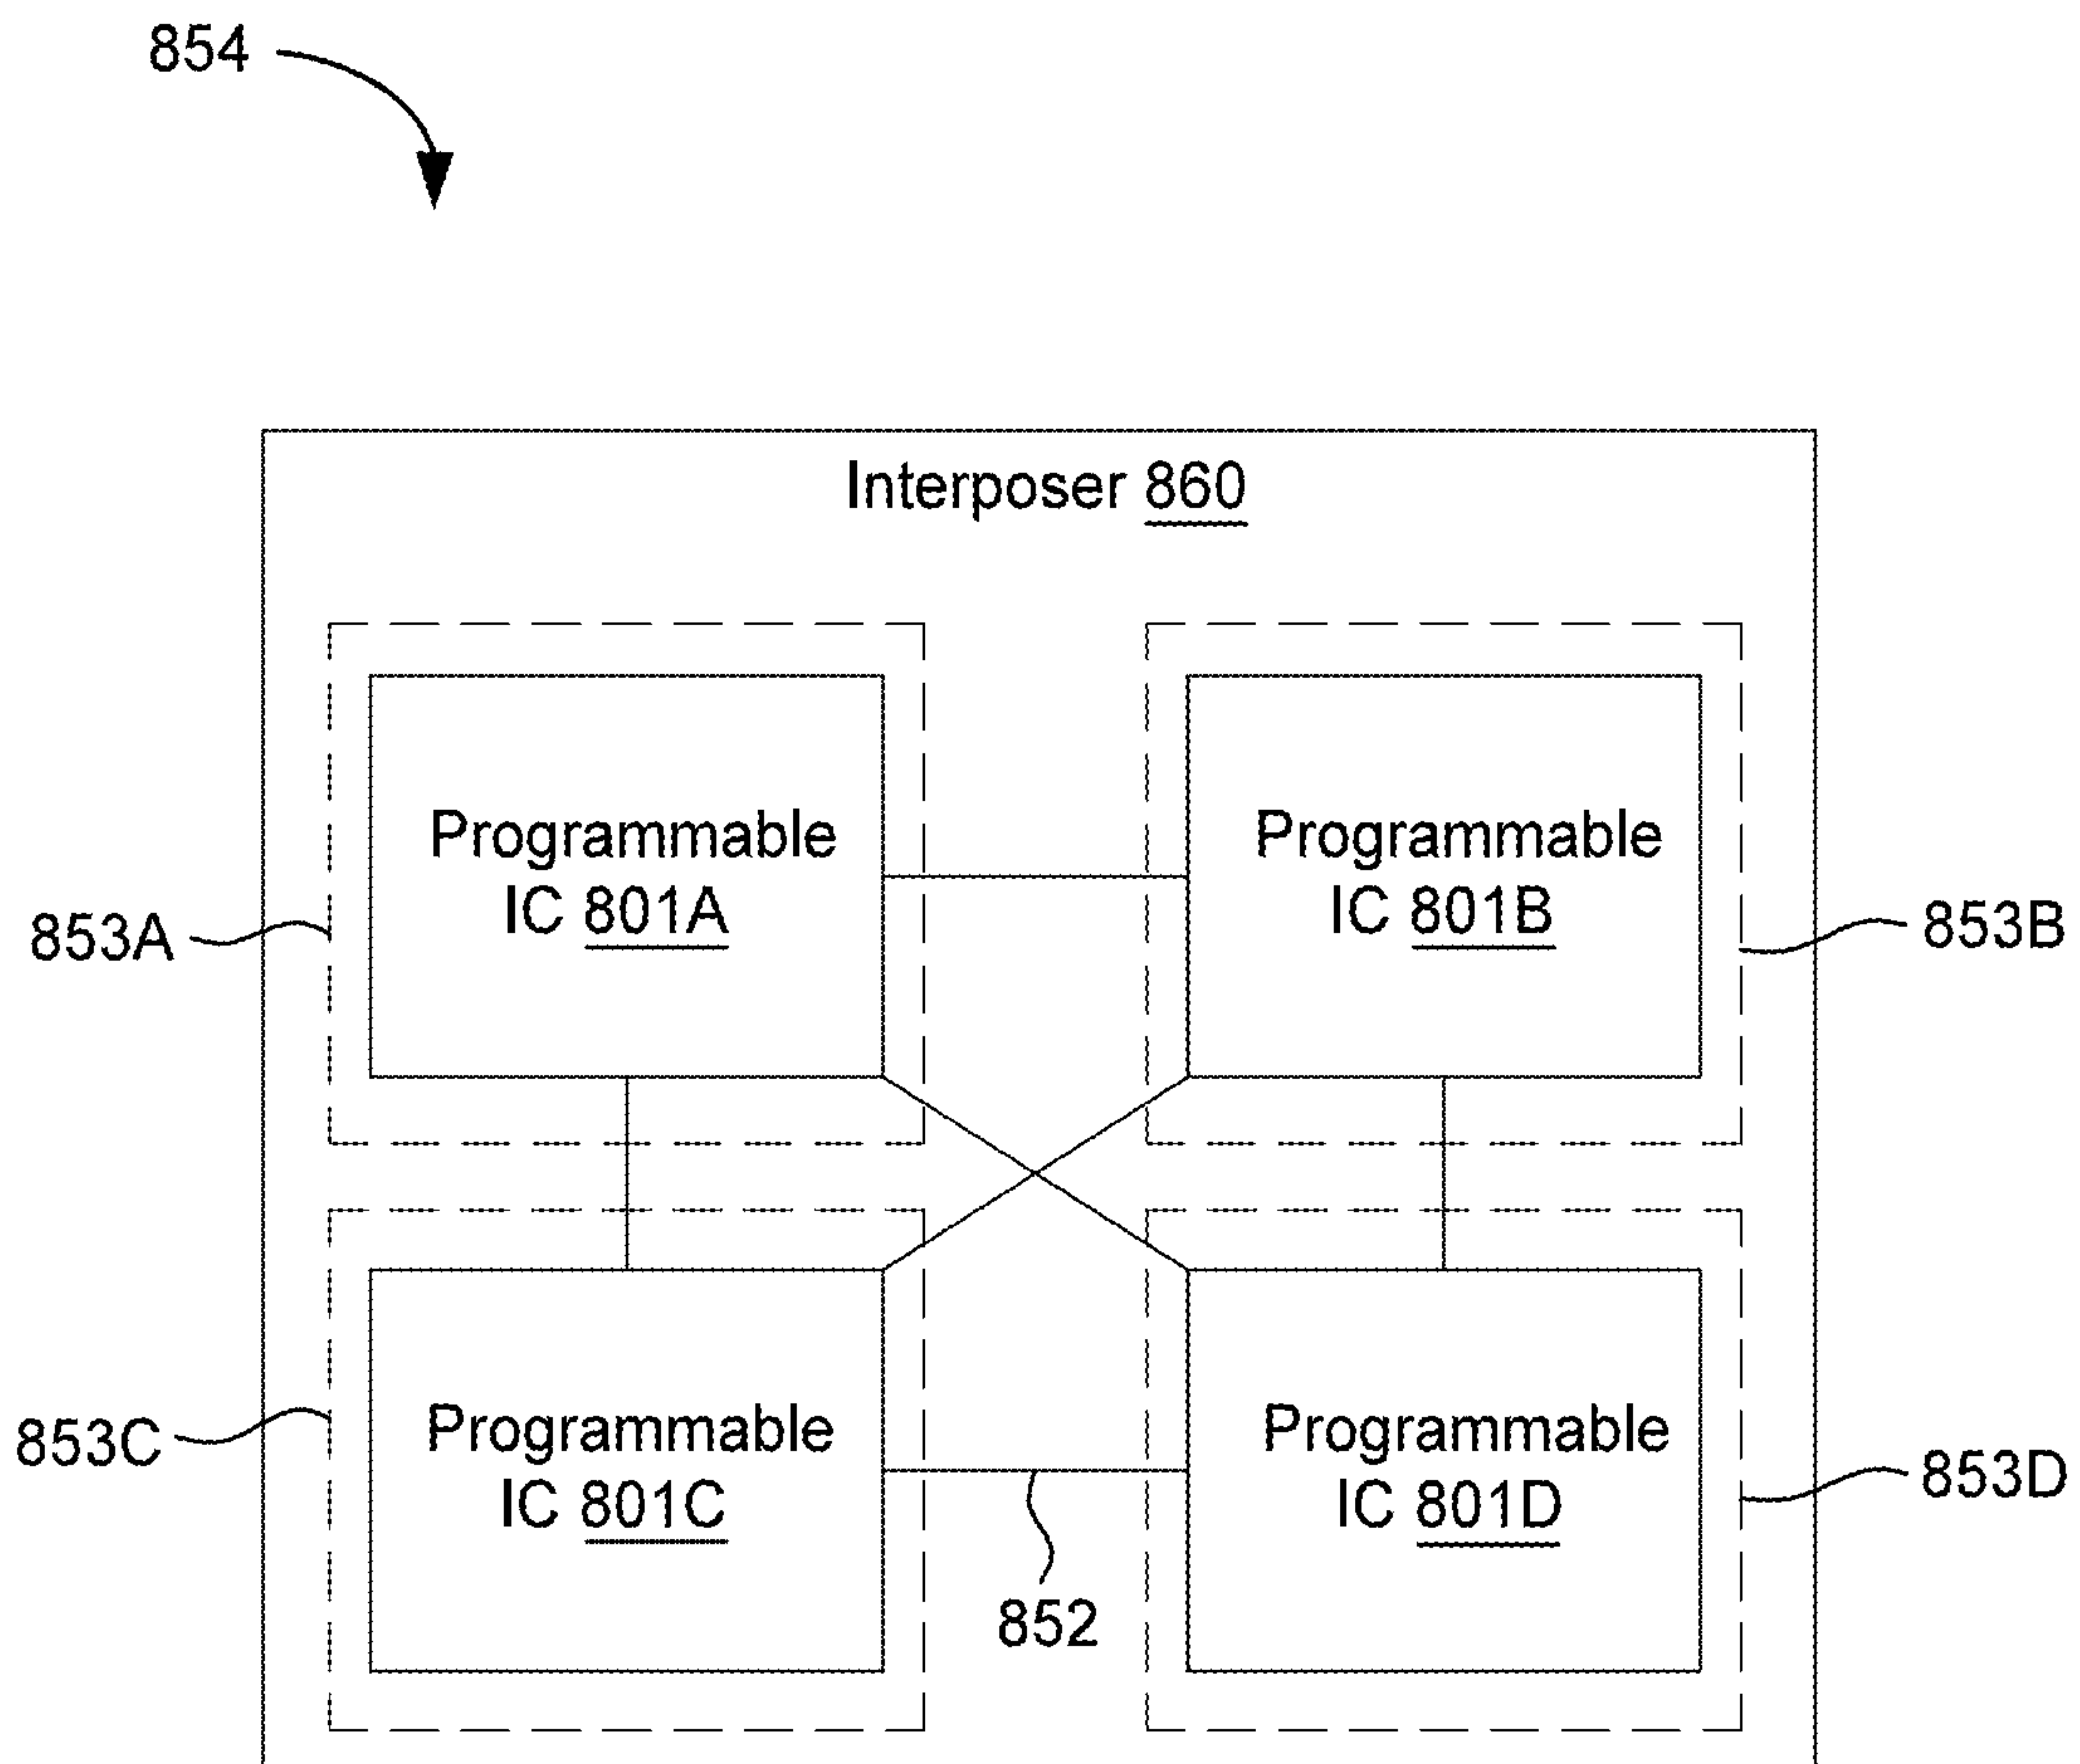 854
Interposer 860
Programmable
IC 801A
Programmable
IC 801B
853A
853B
Programmable
IC 801C
Programmable
IC 801D
853C
853D
852